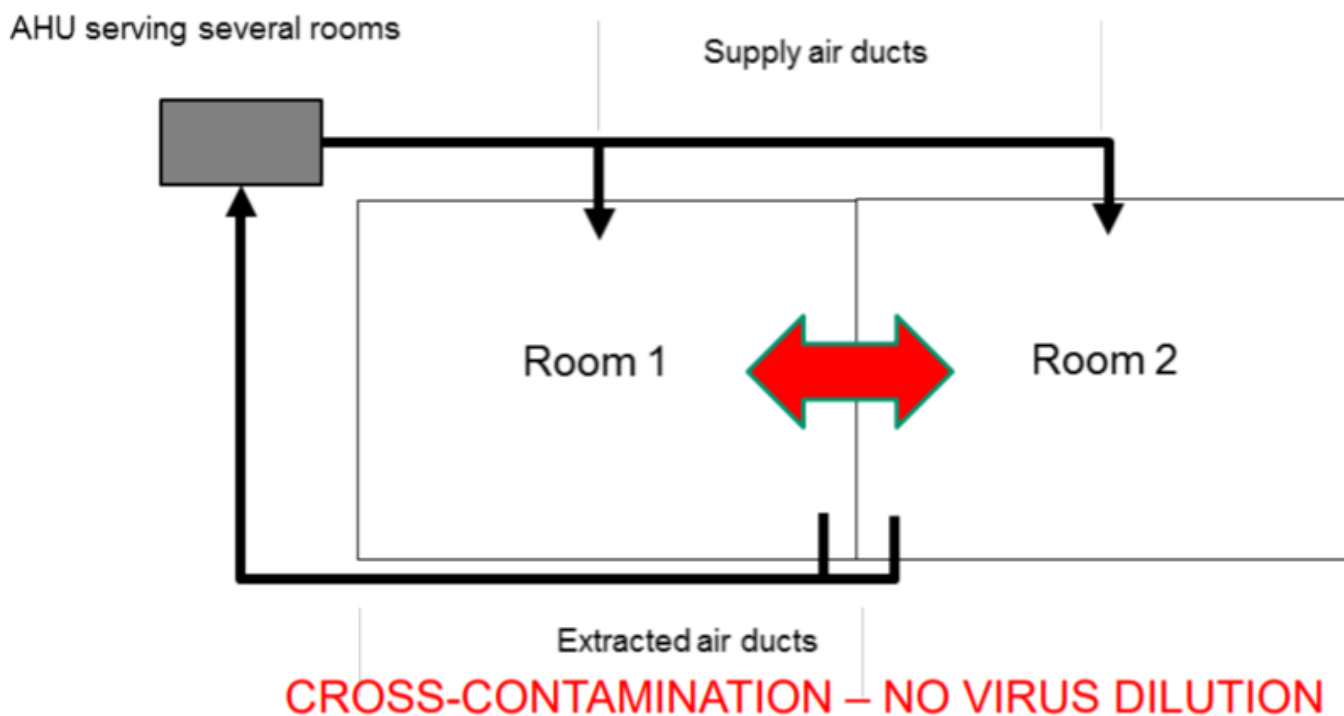 AHU serving several rooms
Supply air ducts
Room 1
Room 2
Extracted air ducts
CROSS-CONTAMINATION – NO VIRUS DILUTION